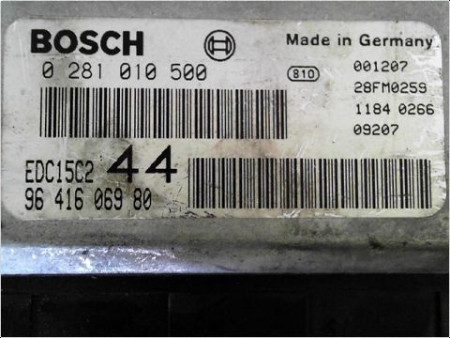 BOSCH
Made in Germany
0 281 010 500
810
001207
28FM0259
1184 0266
09207
EDC15C2 44
96 416 069 80